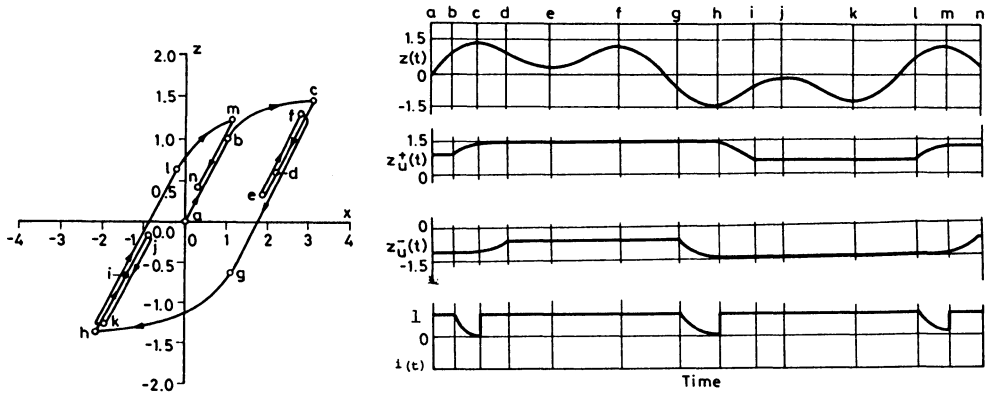 z
2.0
1.5
1.0
0.5
0.0
-0.5
-1.0
-1.5
-2.0
x
-4 -3 -2 -1 0 1 2 3 4
c
m
f
b
l
n
d
e
a
j
i
g
h
k
a b c d e f g h i j k l m n
1.5
z(t)
0
-1.5
1.5
z⁺ᵤ(t)
0
0
z⁻ᵤ(t)
-1.5
1
0
i(t)
Time